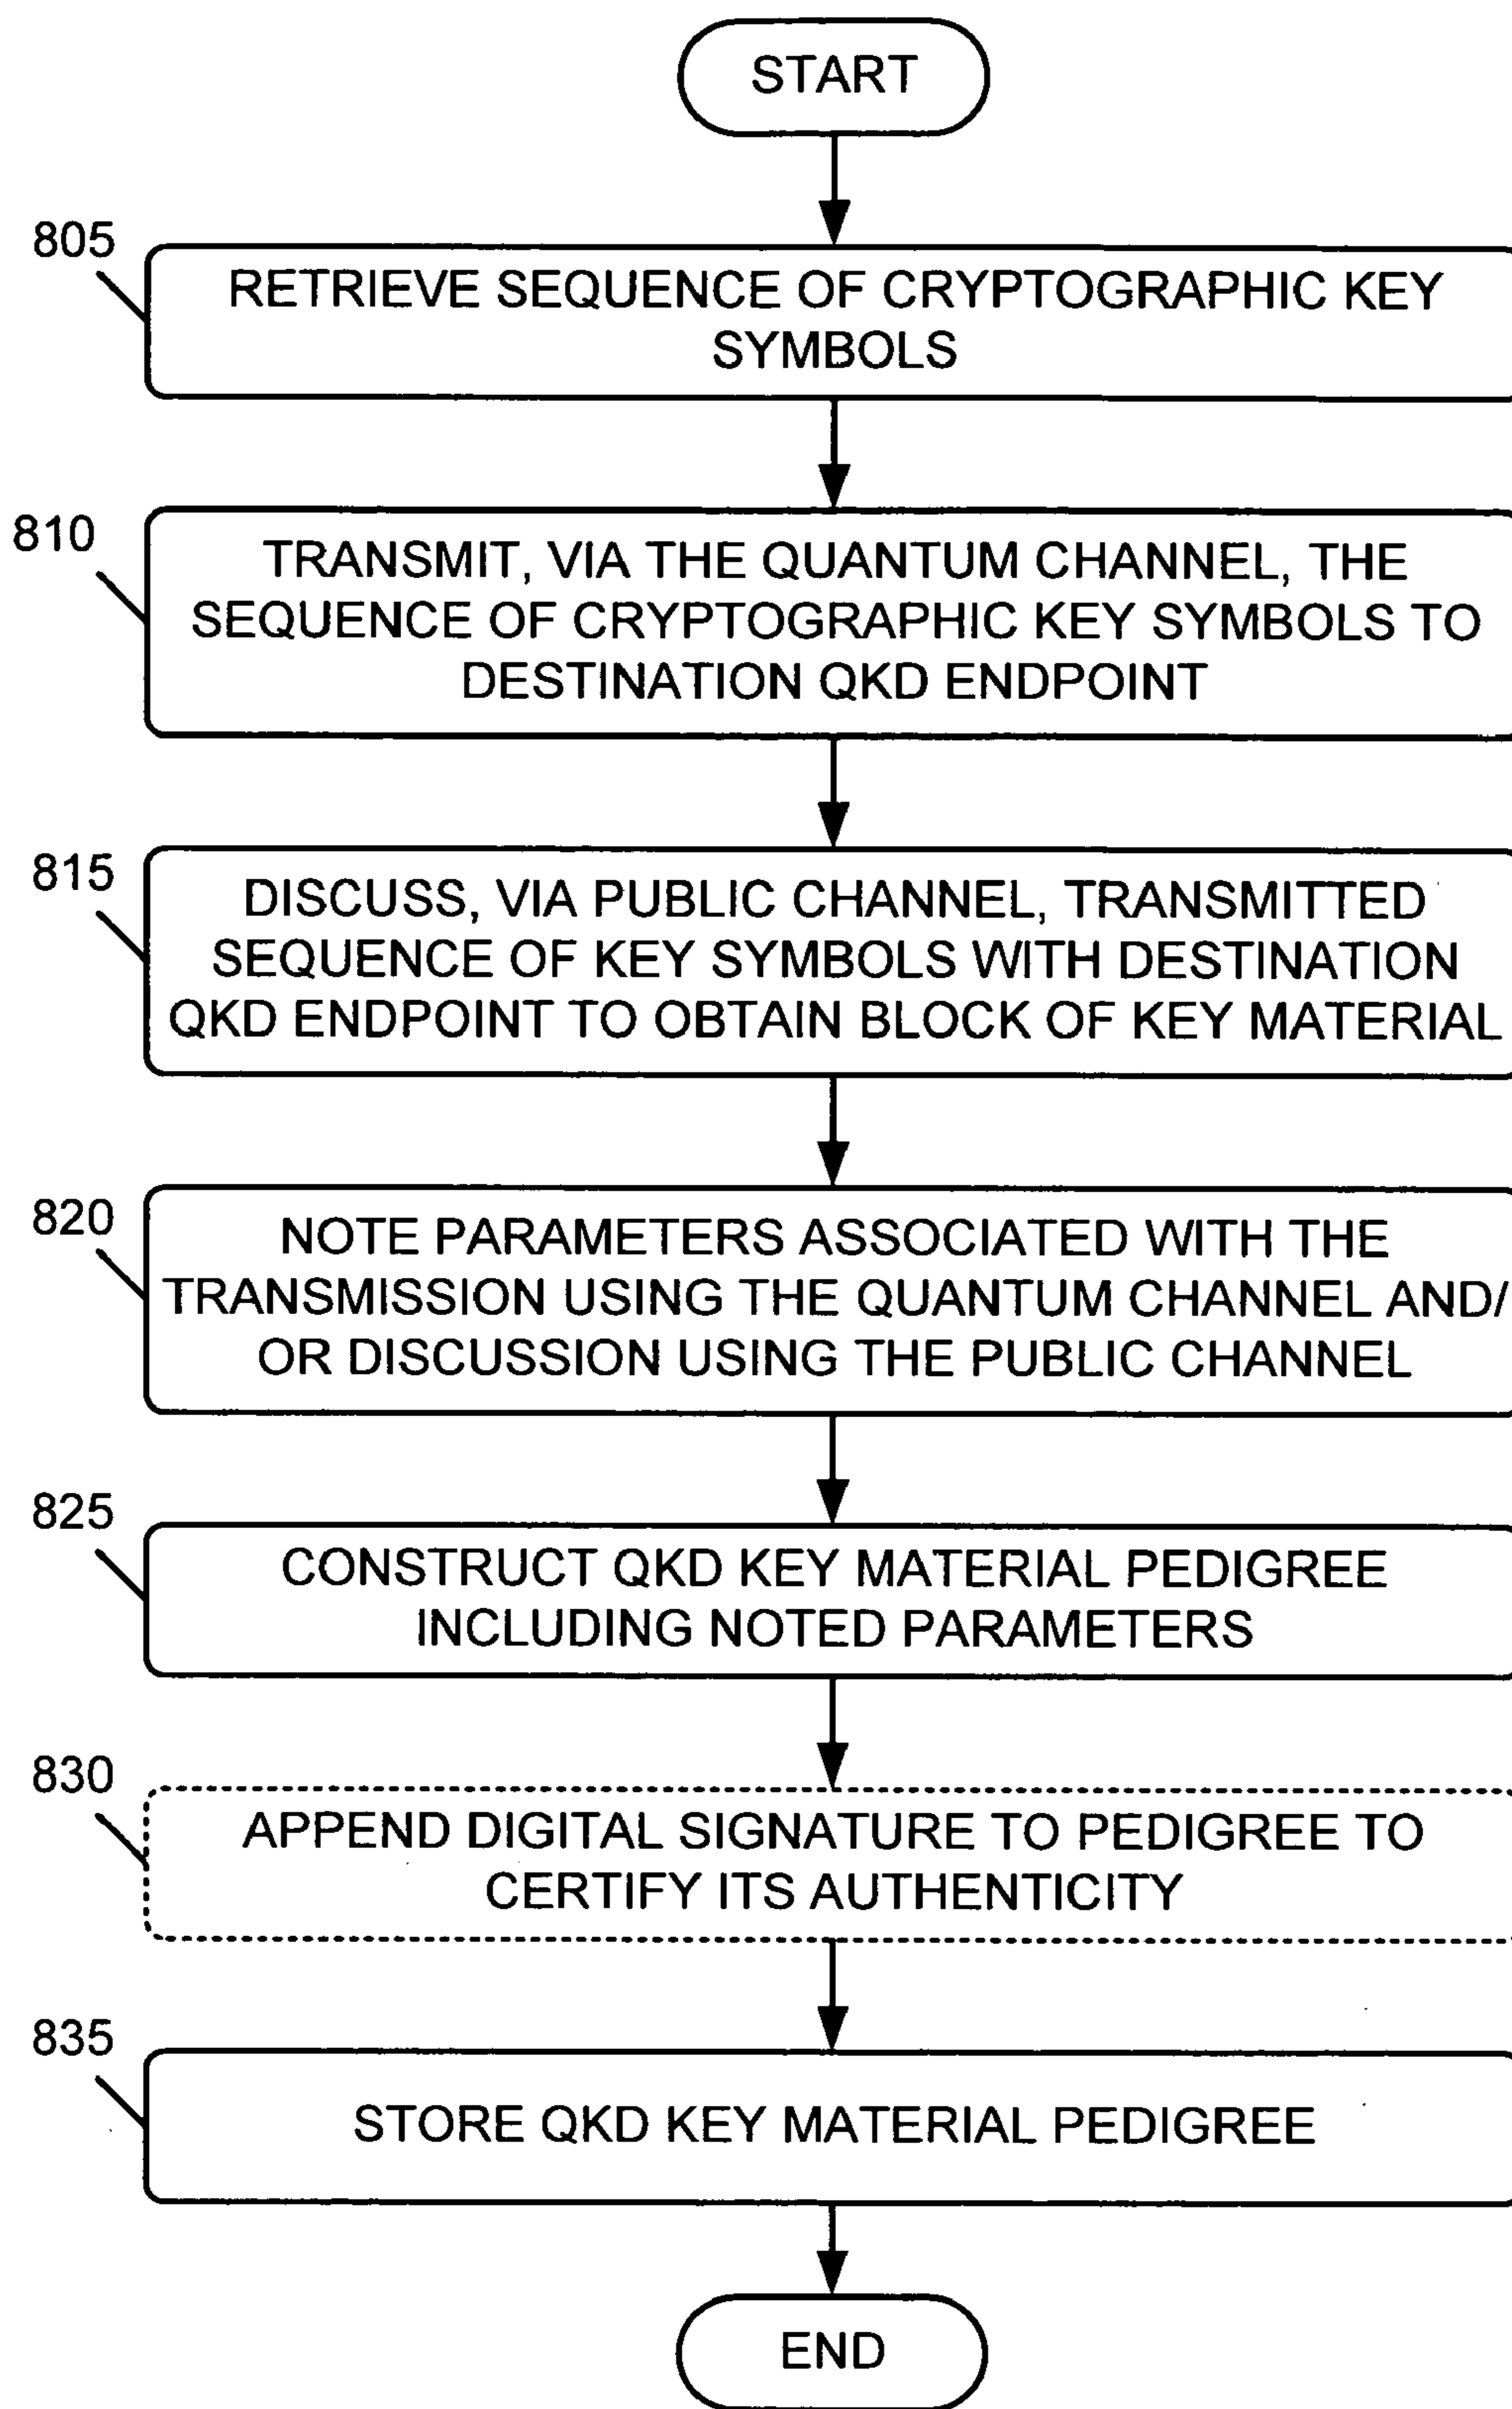 START
805
RETRIEVE SEQUENCE OF CRYPTOGRAPHIC KEY
SYMBOLS
810
TRANSMIT, VIA THE QUANTUM CHANNEL, THE
SEQUENCE OF CRYPTOGRAPHIC KEY SYMBOLS TO
DESTINATION QKD ENDPOINT
815
DISCUSS, VIA PUBLIC CHANNEL, TRANSMITTED
SEQUENCE OF KEY SYMBOLS WITH DESTINATION
QKD ENDPOINT TO OBTAIN BLOCK OF KEY MATERIAL
820
NOTE PARAMETERS ASSOCIATED WITH THE
TRANSMISSION USING THE QUANTUM CHANNEL AND/
OR DISCUSSION USING THE PUBLIC CHANNEL
825
CONSTRUCT QKD KEY MATERIAL PEDIGREE
INCLUDING NOTED PARAMETERS
830
APPEND DIGITAL SIGNATURE TO PEDIGREE TO
CERTIFY ITS AUTHENTICITY
835
STORE QKD KEY MATERIAL PEDIGREE
END